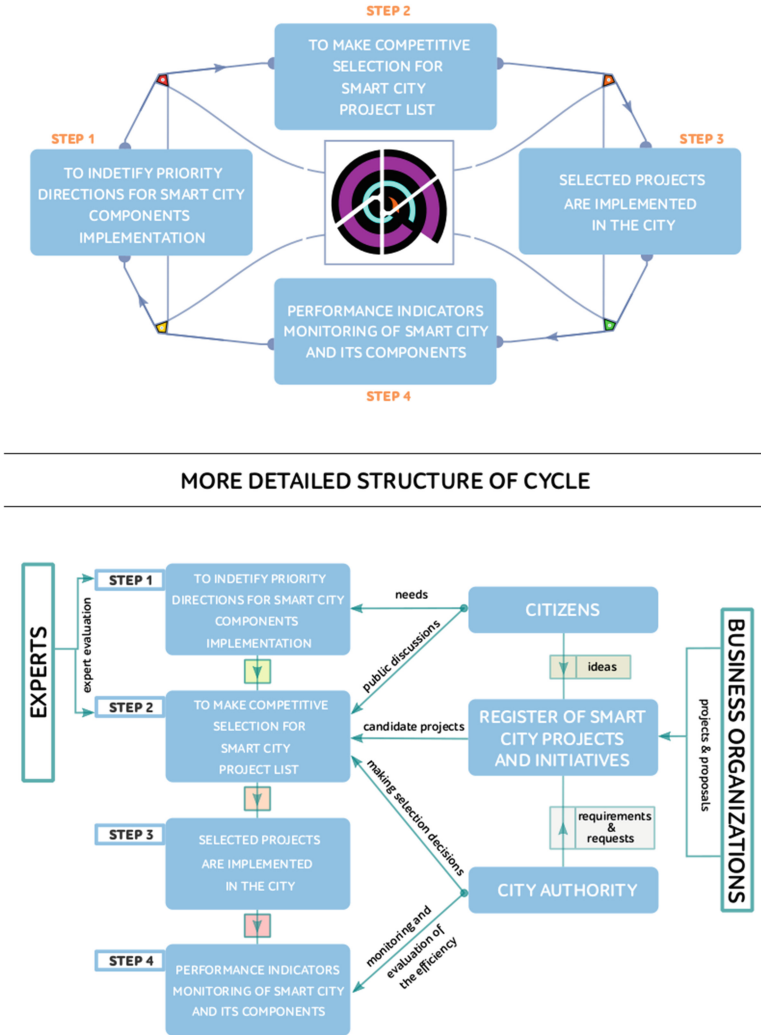 STEP 2
TO MAKE COMPETITIVE
SELECTION FOR
SMART CITY
PROJECT LIST
STEP 1
TO INDETIFY PRIORITY
DIRECTIONS FOR SMART CITY
COMPONENTS
IMPLEMENTATION
STEP 3
SELECTED PROJECTS
ARE IMPLEMENTED
IN THE CITY
PERFORMANCE INDICATORS
MONITORING OF SMART CITY
AND ITS COMPONENTS
STEP 4
MORE DETAILED STRUCTURE OF CYCLE
EXPERTS
expert evaluation
STEP 1
TO INDETIFY PRIORITY
DIRECTIONS FOR SMART CITY
COMPONENTS
IMPLEMENTATION
needs
public discussions
CITIZENS
ideas
STEP 2
TO MAKE COMPETITIVE
SELECTION FOR
SMART CITY
PROJECT LIST
candidate projects
REGISTER OF SMART
CITY PROJECTS
AND INITIATIVES
projects & proposals
BUSINESS ORGANIZATIONS
making selection decisions
requirements
&
requests
STEP 3
SELECTED PROJECTS
ARE IMPLEMENTED
IN THE CITY
CITY AUTHORITY
monitoring and
evaluation of
the efficiency
STEP 4
PERFORMANCE INDICATORS
MONITORING OF SMART CITY
AND ITS COMPONENTS